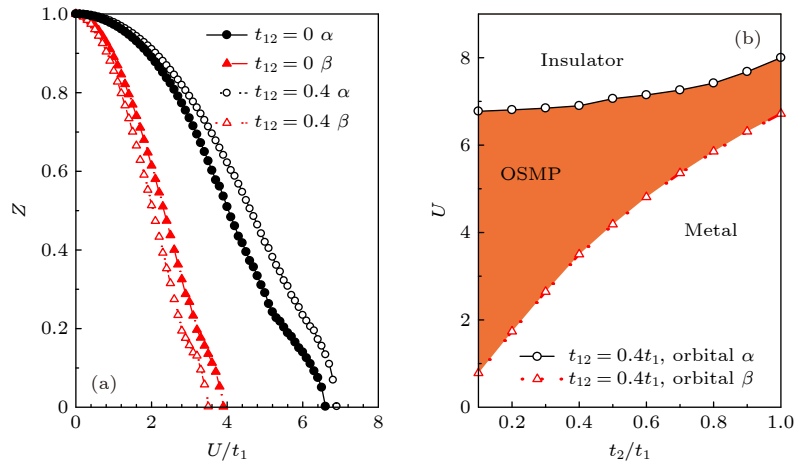 t₁₂ = 0 α
t₁₂ = 0 β
t₁₂ = 0.4 α
t₁₂ = 0.4 β
(a)
Z
1.0
0.8
0.6
0.4
0.2
0
0 2 4 6 8
U/t₁
(b)
Insulator
OSMP
Metal
t₁₂ = 0.4t₁, orbital α
t₁₂ = 0.4t₁, orbital β
U
8
6
4
2
0
0.2 0.4 0.6 0.8 1.0
t₂/t₁